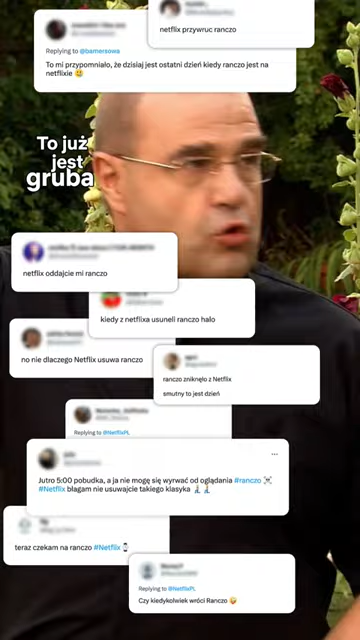 netflix przywruc ranczo
Replying to @bamersowa
To mi przypomniało, że dzisiaj jest ostatni dzień kiedy ranczo jest na
netflixie
To już
jest
gruba
netflix oddajcie mi ranczo
kiedy z netflixa usuneli ranczo halo
no nie dlaczego Netflix usuwa ranczo
ranczo zniknęło z Netflix
smutny to jest dzień
Replying to @NetflixPL
Jutro 5:00 pobudka, a ja nie mogę się wyrwać od oglądania #ranczo
#Netflix błagam nie usuwajcie takiego klasyka
teraz czekam na ranczo #Netflix
Replying to @NetflixPL
Czy kiedykolwiek wróci Ranczo